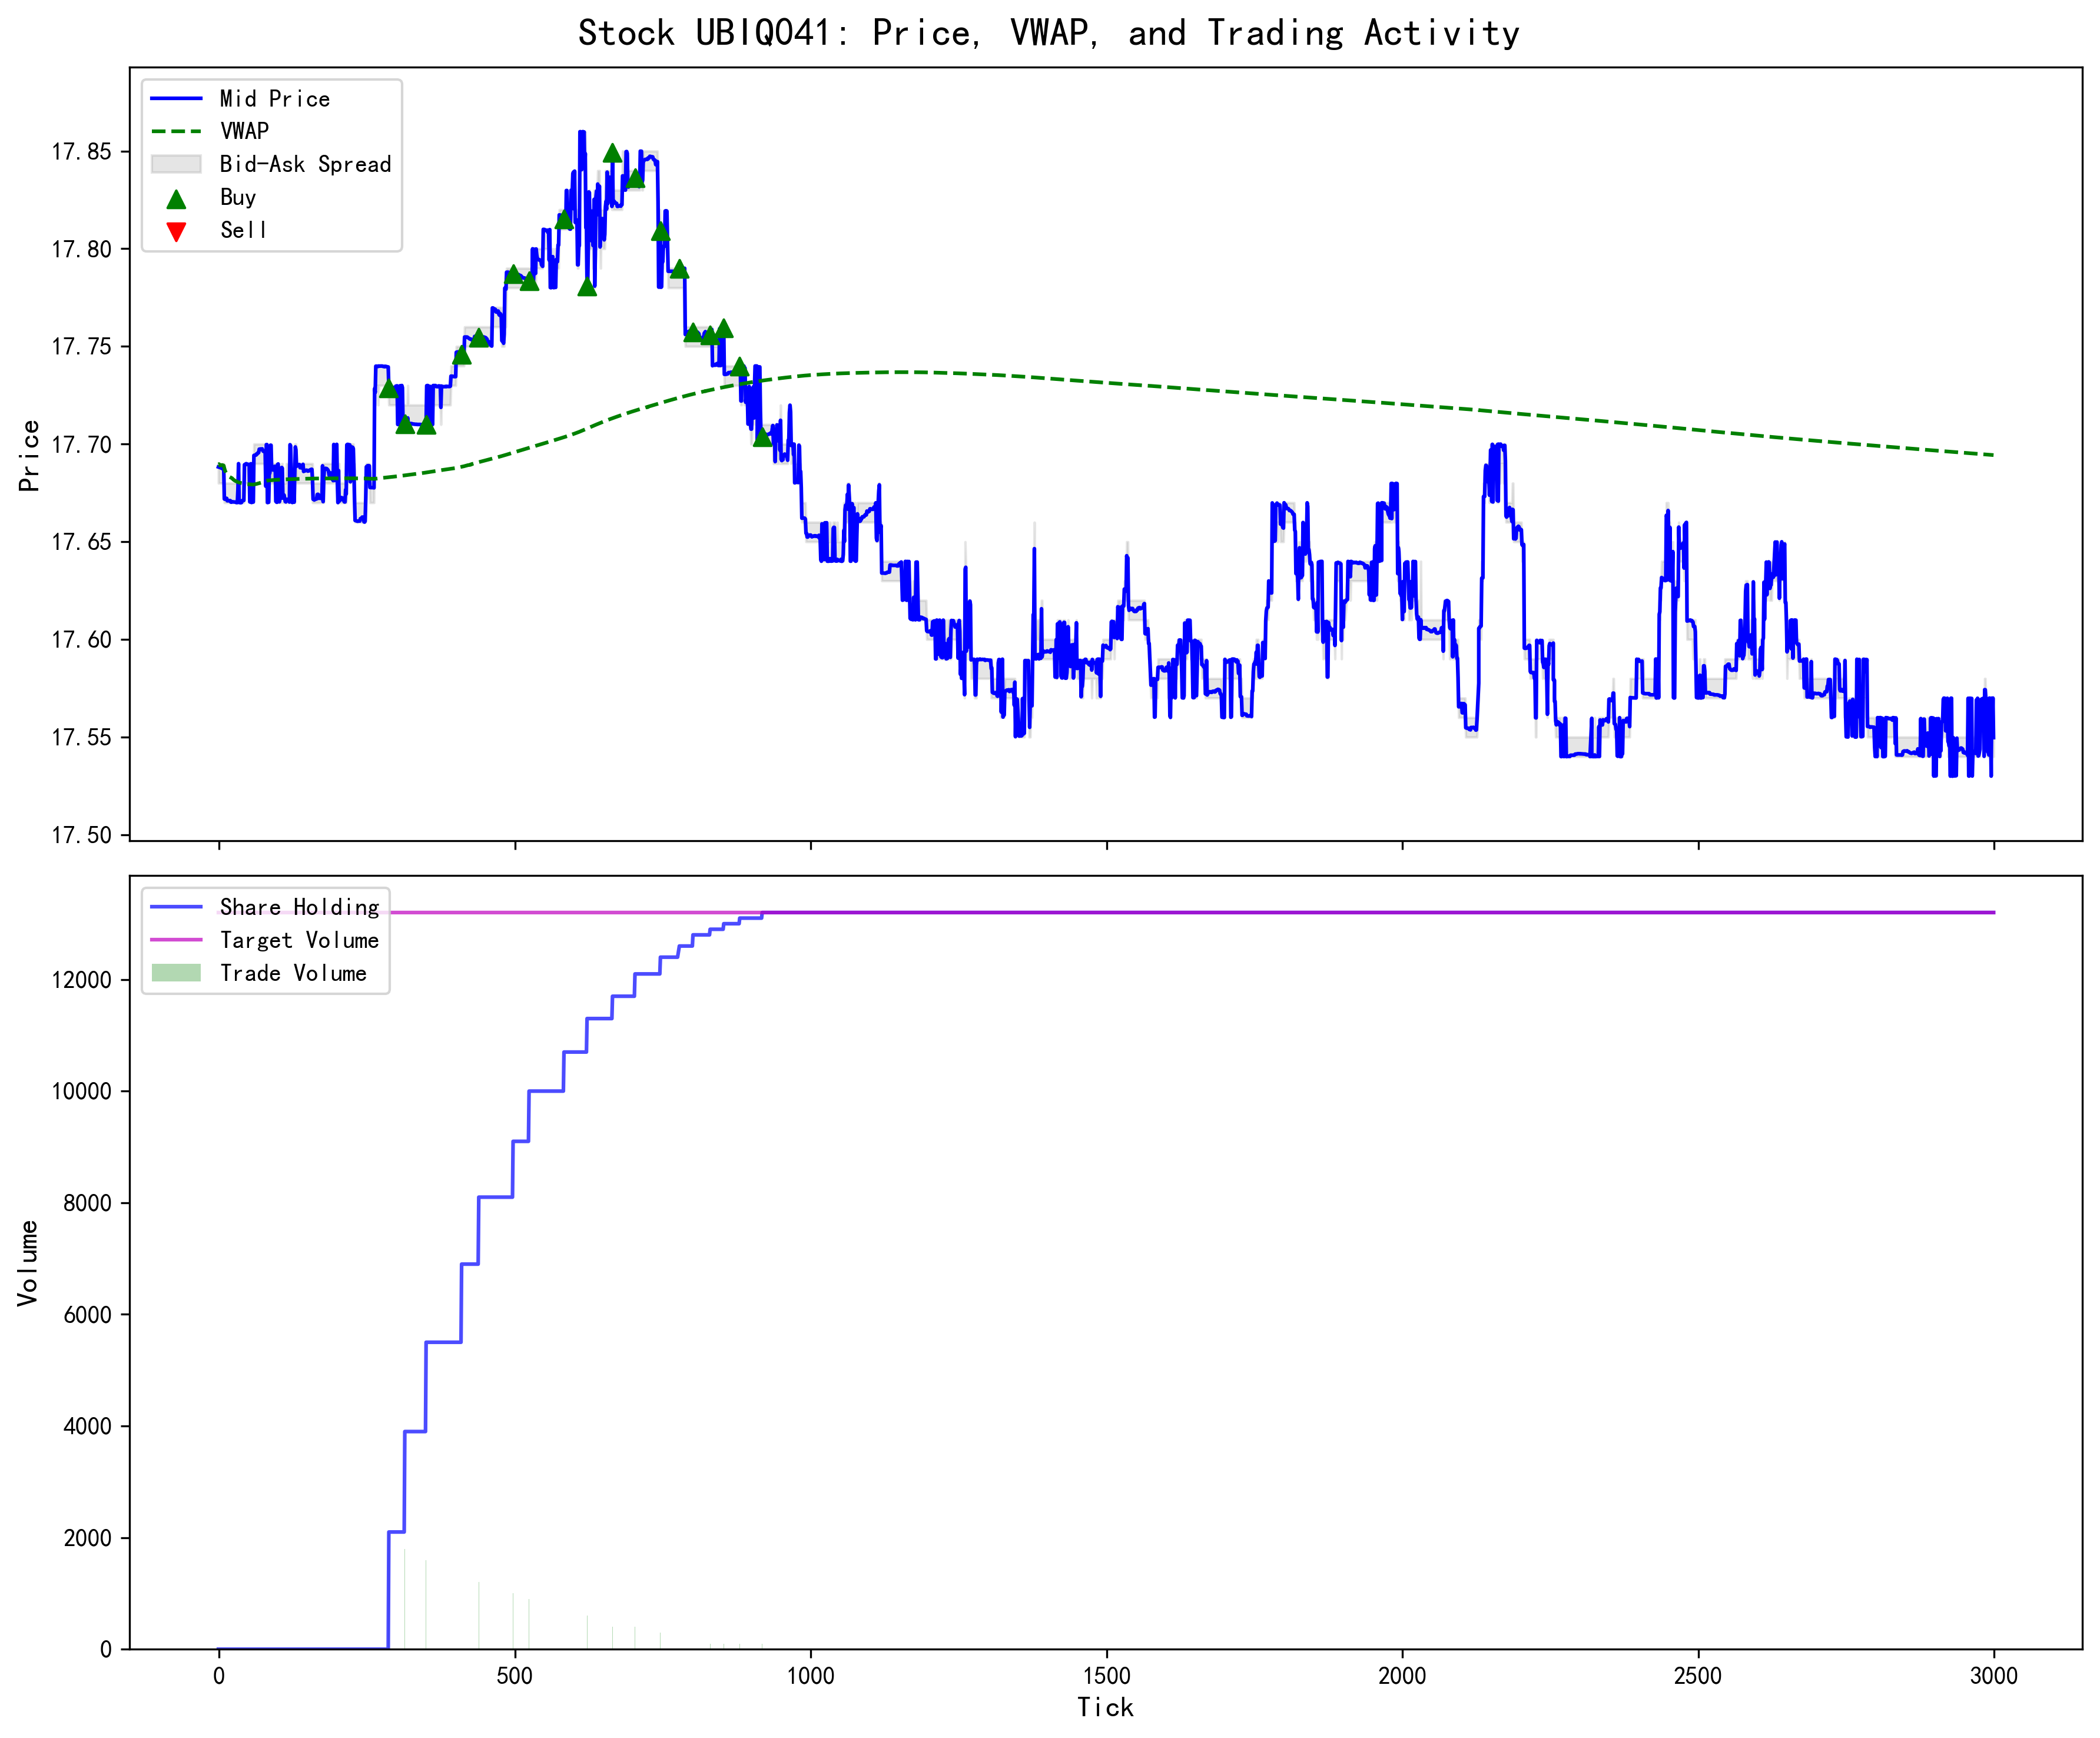 Stock UBIQ041: Price, VWAP, and Trading Activity
Mid Price
VWAP
Bid-Ask Spread
Buy
Sell
Price
17.85
17.80
17.75
17.70
17.65
17.60
17.55
17.50
Share Holding
Target Volume
Trade Volume
Volume
12000
10000
8000
6000
4000
2000
0
0 500 1000 1500 2000 2500 3000
Tick